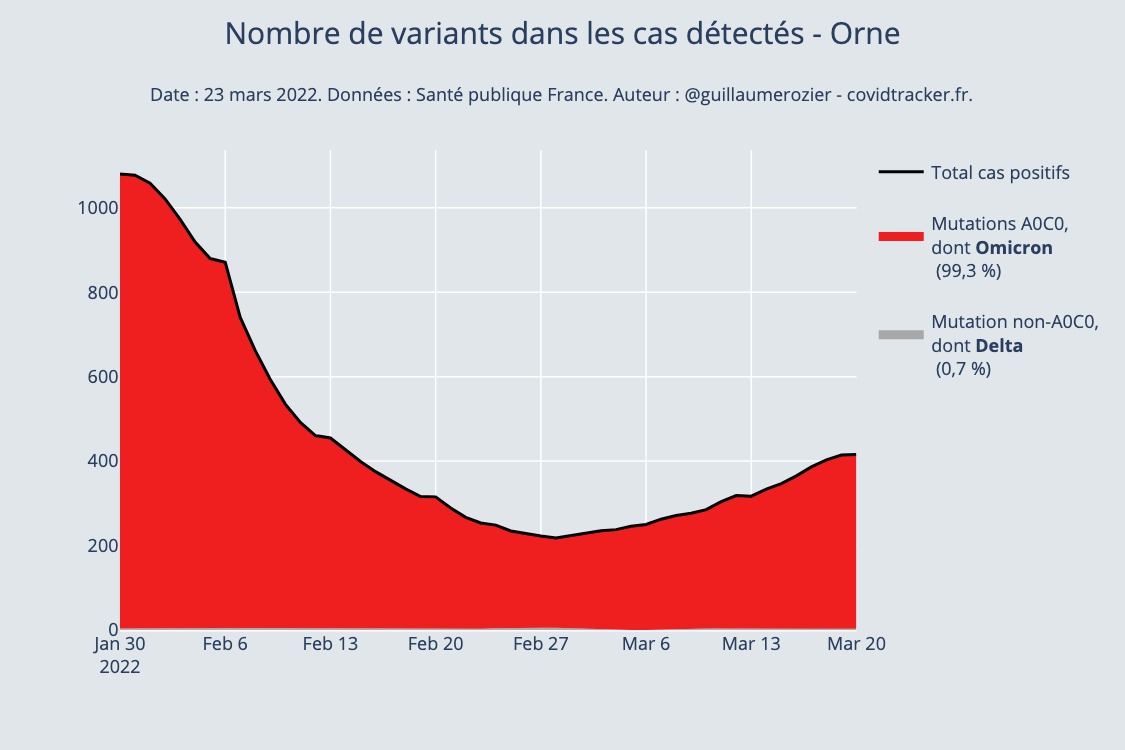 Nombre de variants dans les cas détectés - Orne
Date : 23 mars 2022. Données : Santé publique France. Auteur : @guillaumerozier - covidtracker.fr.
Total cas positifs
Mutations A0C0,
dont Omicron
(99,3 %)
Mutation non-A0C0,
dont Delta
(0,7 %)
1000
800
600
400
200
0
Jan 30
2022
Feb 6
Feb 13
Feb 20
Feb 27
Mar 6
Mar 13
Mar 20